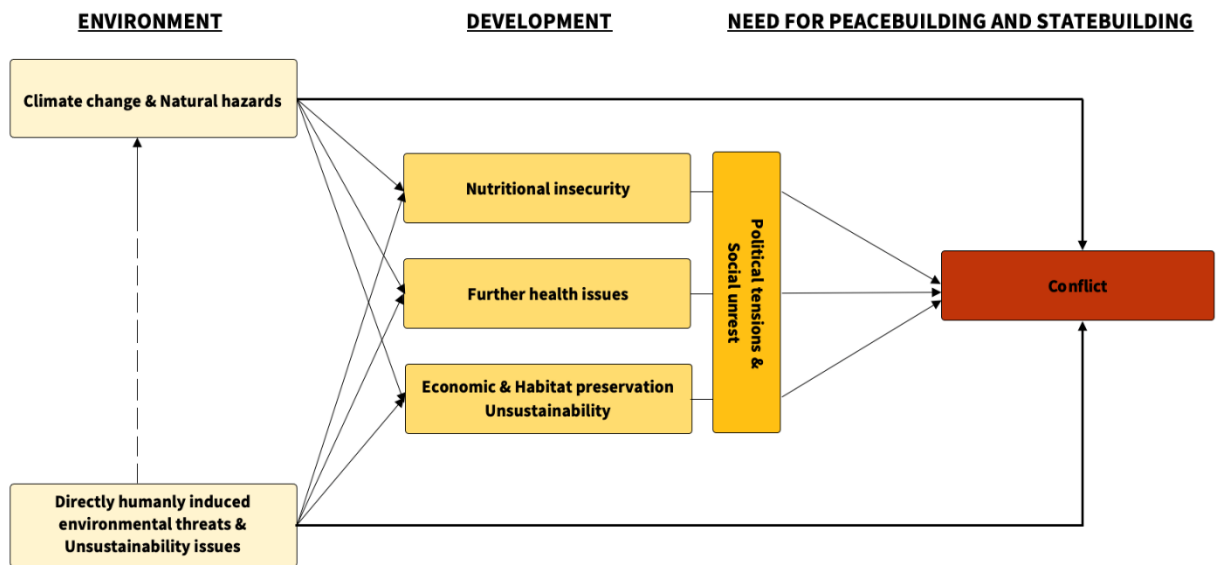 ENVIRONMENT
DEVELOPMENT
NEED FOR PEACEBUILDING AND STATEBUILDING
Climate change & Natural hazards
Nutritional insecurity
Further health issues
Economic & Habitat preservation
Unsustainability
Political tensions &
Social unrest
Conflict
Directly humanly induced
environmental threats &
Unsustainability issues